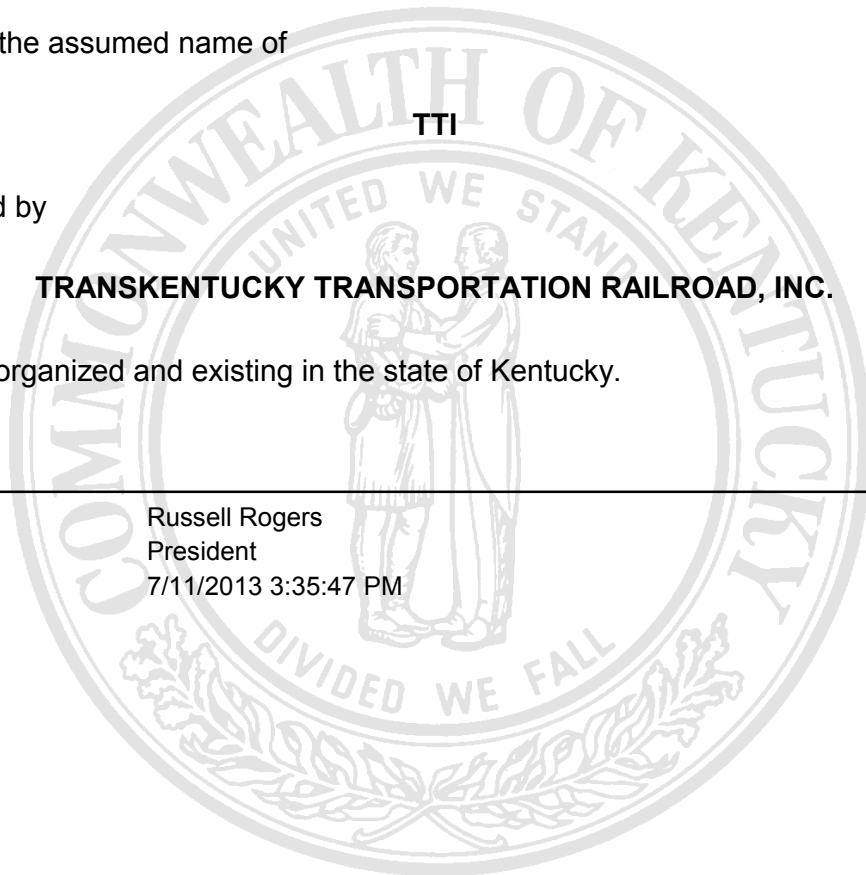 the assumed name of
TTI
d by
TRANSKENTUCKY TRANSPORTATION RAILROAD, INC.
organized and existing in the state of Kentucky.
Russell Rogers
President
7/11/2013 3:35:47 PM
COMMONWEALTH OF KENTUCKY
UNITED WE STAND
DIVIDED WE FALL